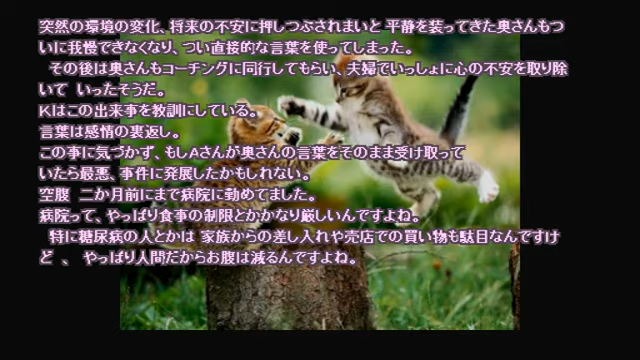 突然の環境の変化、将来の不安に押しつぶされまいと 平静を装ってきた奥さんもつ
いに我慢できなくなり、つい直接的な言葉を使ってしまった。
　その後は奥さんもコーチングに同行してもらい、夫婦でいっしょに心の不安を取り除
いて　いったそうだ。
Kはこの出来事を教訓にしている。
言葉は感情の裏返し。
この事に気づかず、もしAさんが奥さんの言葉をそのまま受け取って
いたら最悪、事件に発展したかもしれない。
空腹　二か月前にまで病院に勤めてました。
病院って、やっぱり食事の制限とかかなり厳しいんですよね。
　特に糖尿病の人とかは 家族からの差し入れや売店での買い物も駄目なんですけ
ど　、　やっぱり人間だからお腹は減るんですよね。